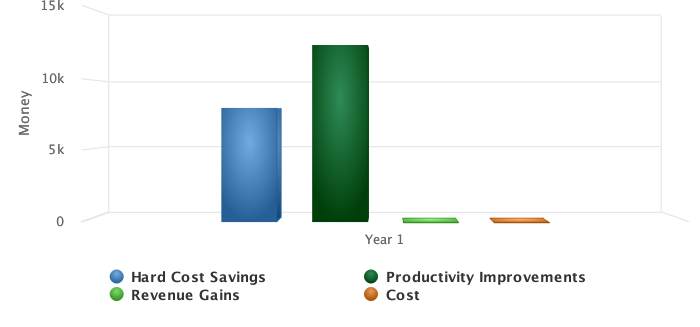 15k
10k
5k
0
Money
Year 1
Hard Cost Savings
Productivity Improvements
Revenue Gains
Cost